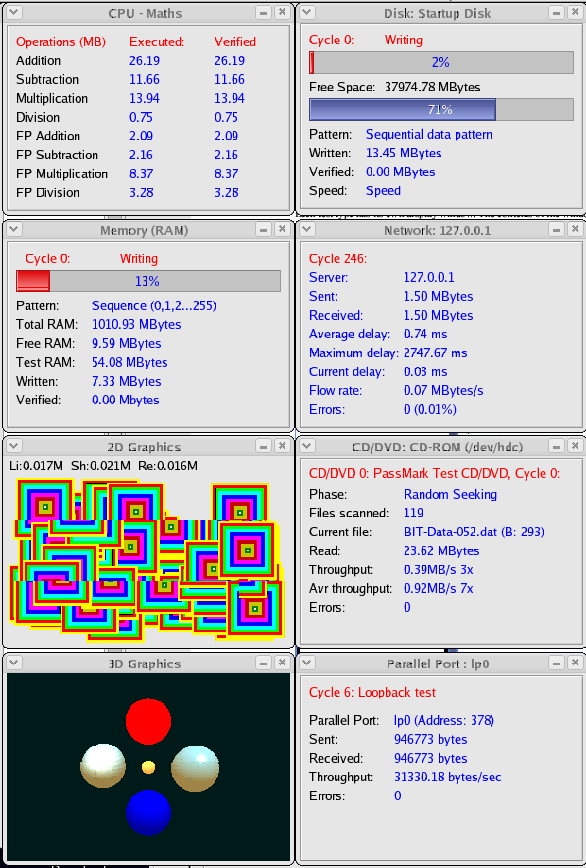 CPU - Maths
Operations (MB) Executed: Verified
Addition 26.19 26.19
Subtraction 11.66 11.66
Multiplication 13.94 13.94
Division 0.75 0.75
FP Addition 2.09 2.09
FP Subtraction 2.16 2.16
FP Multiplication 8.37 8.37
FP Division 3.28 3.28
Disk: Startup Disk
Cycle 0: Writing
2%
Free Space: 37974.78 MBytes
71%
Pattern: Sequential data pattern
Written: 13.45 MBytes
Verified: 0.00 MBytes
Speed: Speed
Memory (RAM)
Cycle 0: Writing
13%
Pattern: Sequence (0,1,2...255)
Total RAM: 1010.93 MBytes
Free RAM: 9.59 MBytes
Test RAM: 54.08 MBytes
Written: 7.33 MBytes
Verified: 0.00 Mbytes
Network: 127.0.0.1
Cycle 246:
Server: 127.0.0.1
Sent: 1.50 MBytes
Received: 1.50 MBytes
Average delay: 0.74 ms
Maximum delay: 2747.67 ms
Current delay: 0.03 ms
Flow rate: 0.07 MBytes/s
Errors: 0 (0.01%)
2D Graphics
Li:0.017M Sh:0.021M Re:0.016M
CD/DVD: CD-ROM (/dev/hdc)
CD/DVD 0: PassMark Test CD/DVD, Cycle 0:
Phase: Random Seeking
Files scanned: 119
Current file: BIT-Data-052.dat (B: 293)
Read: 23.62 MBytes
Throughput: 0.39MB/s 3x
Avr throughput: 0.92MB/s 7x
Errors: 0
3D Graphics
Parallel Port : lp0
Cycle 6: Loopback test
Parallel Port: lp0 (Address: 378)
Sent: 946773 bytes
Received: 946773 bytes
Throughput: 31330.18 bytes/sec
Errors: 0